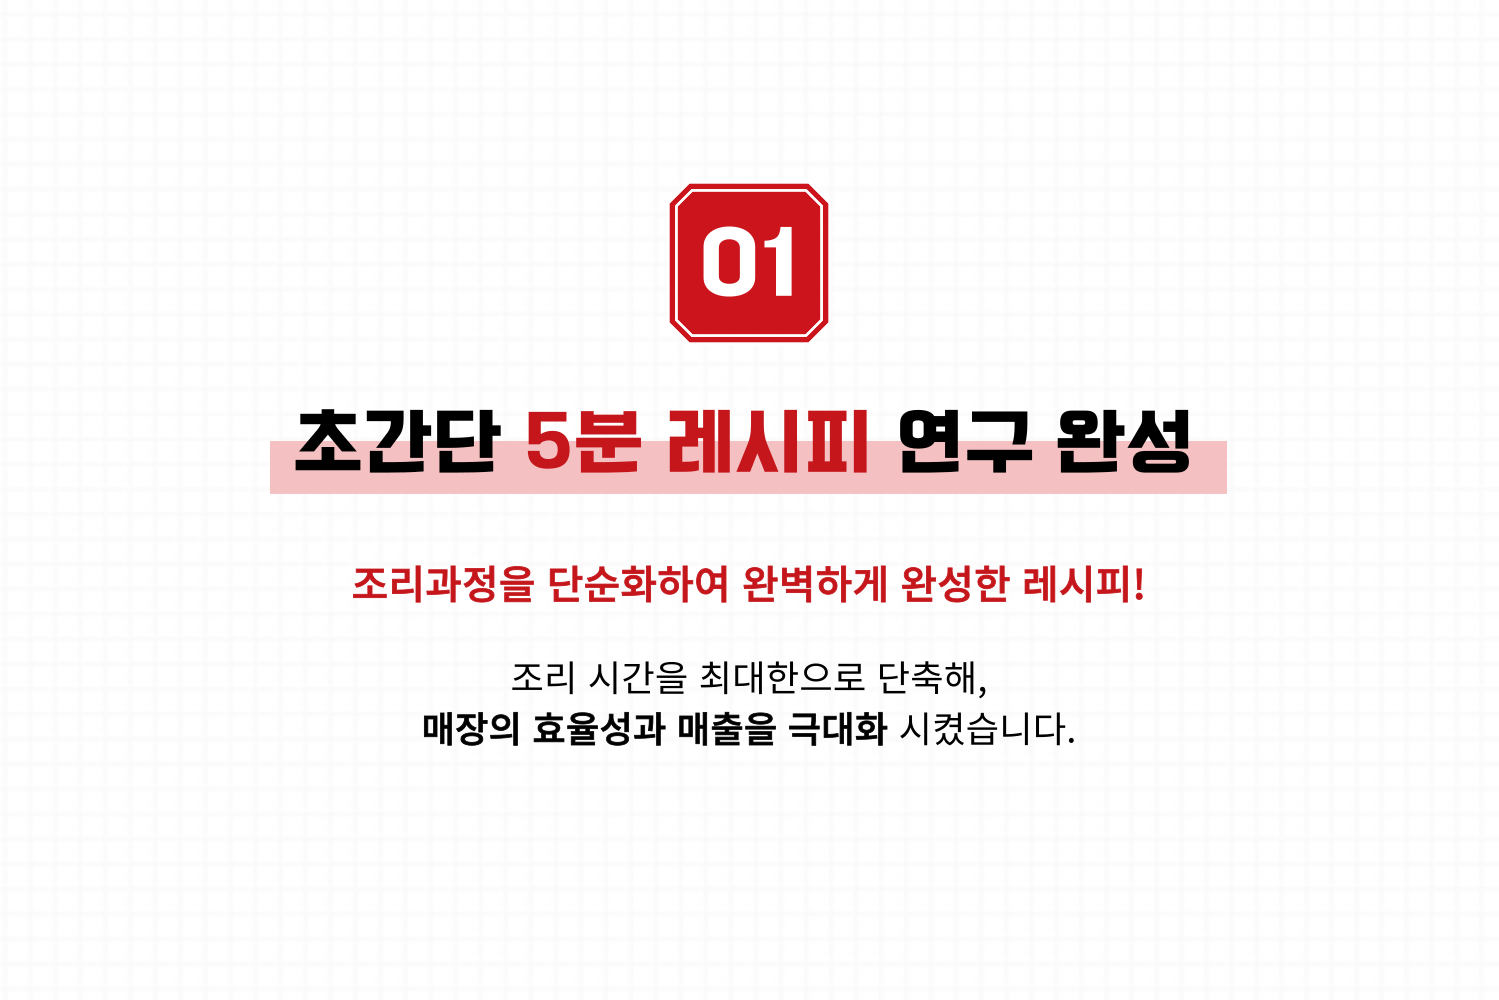 01
초간단 5분 레시피 연구 완성
조리과정을 단순화하여 완벽하게 완성한 레시피!
조리 시간을 최대한으로 단축해,
매장의 효율성과 매출을 극대화 시켰습니다.